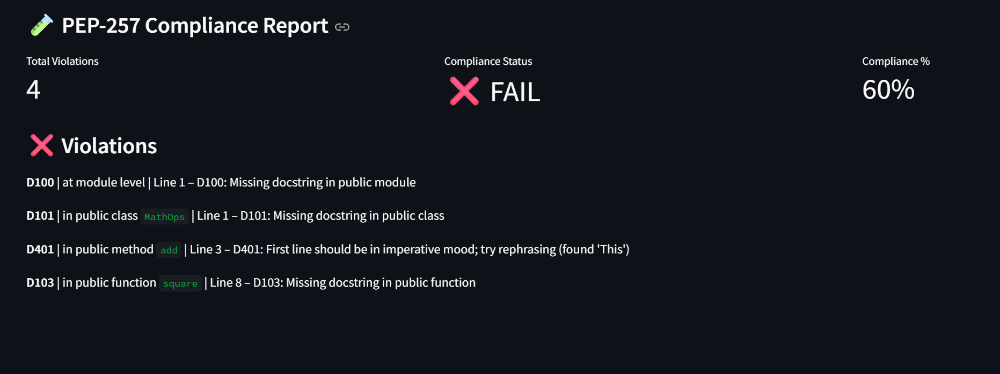 PEP-257 Compliance Report
Total Violations
Compliance Status
Compliance %
4
FAIL
60%
Violations
D100 | at module level | Line 1 – D100: Missing docstring in public module
D101 | in public class MathOps | Line 1 – D101: Missing docstring in public class
D401 | in public method add | Line 3 – D401: First line should be in imperative mood; try rephrasing (found 'This')
D103 | in public function square | Line 8 – D103: Missing docstring in public function